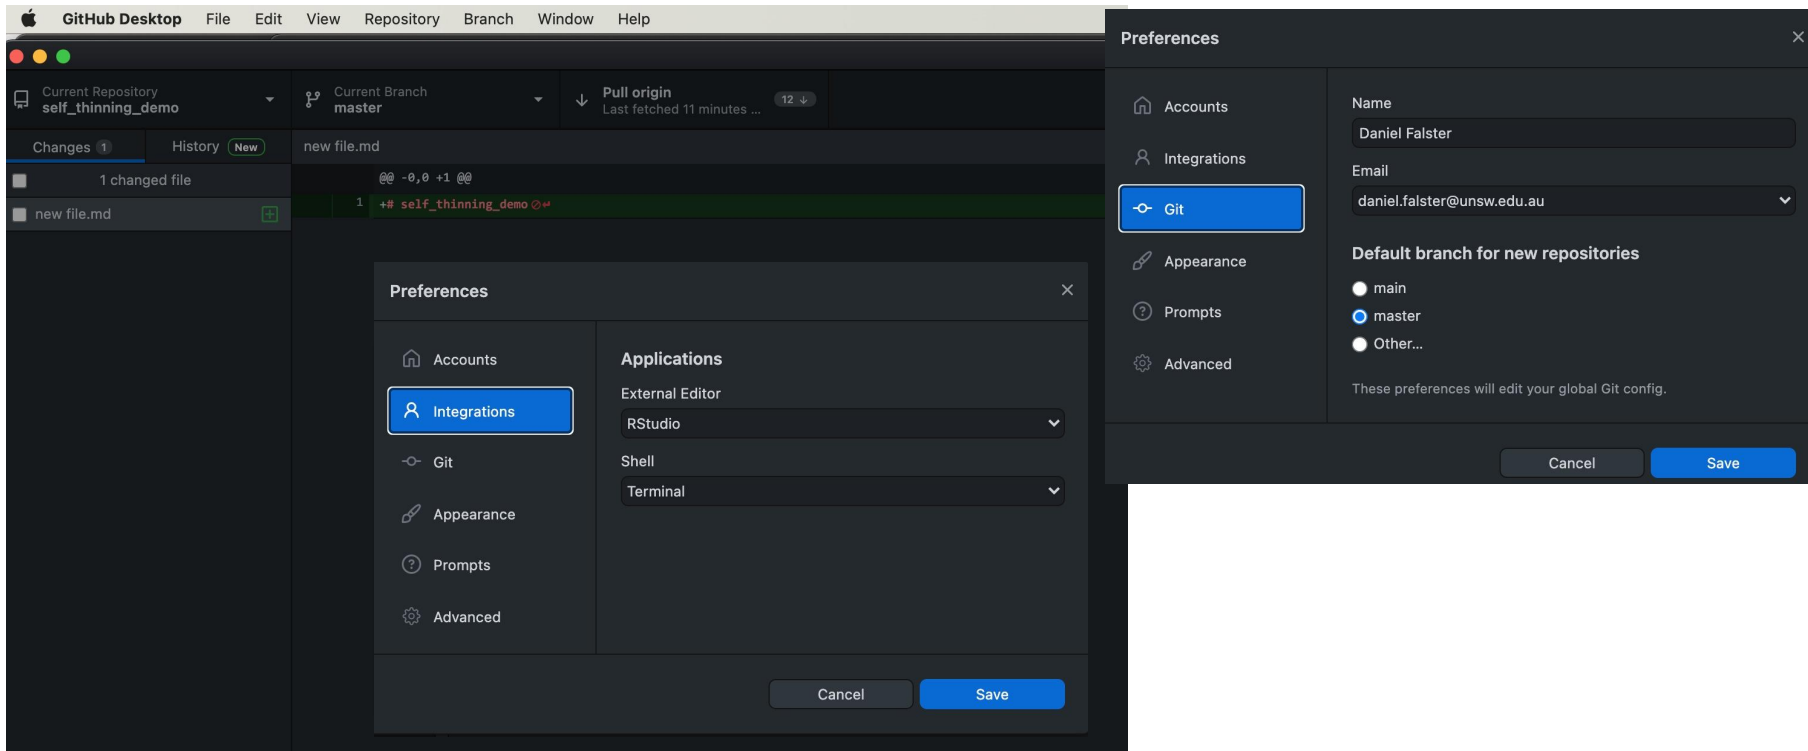 GitHub Desktop File Edit View Repository Branch Window Help
Current Repository
self_thinning_demo
Current Branch
master
Pull origin
Last fetched 11 minutes ...
12 ↓
Changes 1
History New
new file.md
1 changed file
new file.md
@@ -0,0 +1 @@
1 +# self_thinning_demo
Preferences
Accounts
Integrations
Git
Appearance
Prompts
Advanced
Applications
External Editor
RStudio
Shell
Terminal
Cancel
Save
Preferences
Accounts
Integrations
Git
Appearance
Prompts
Advanced
Name
Daniel Falster
Email
daniel.falster@unsw.edu.au
Default branch for new repositories
main
master
Other...
These preferences will edit your global Git config.
Cancel
Save